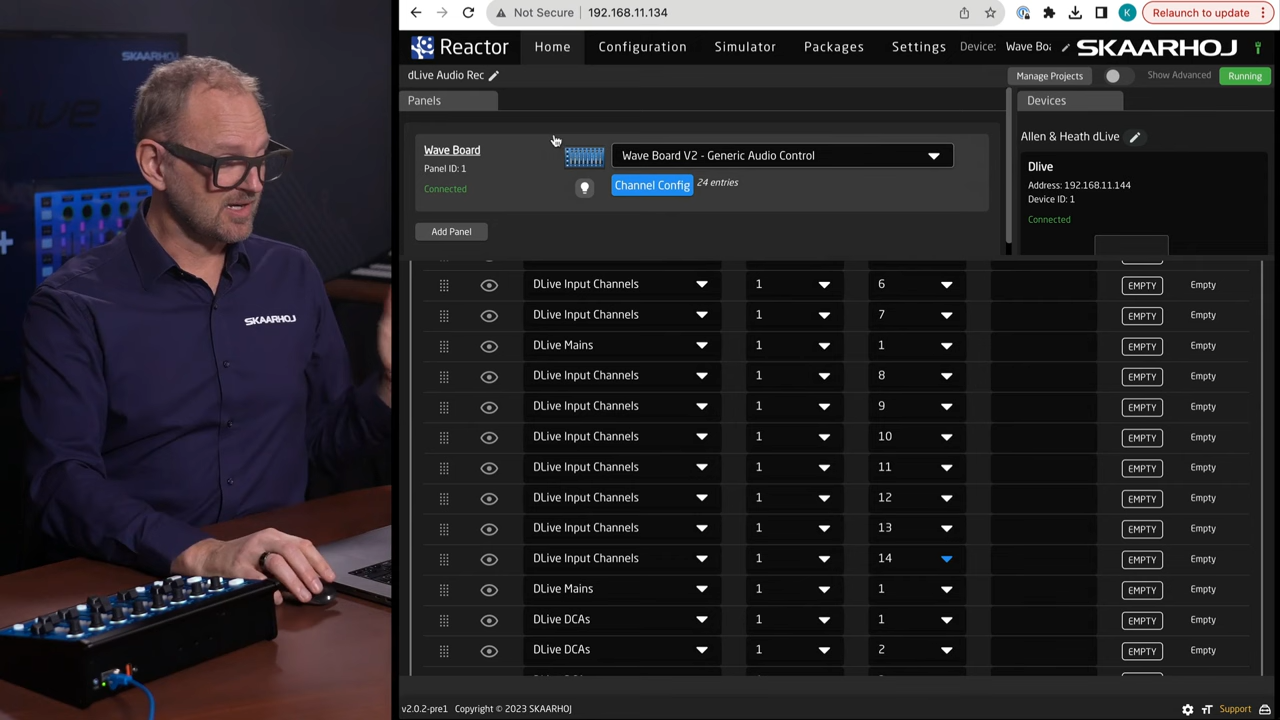 SKAARHOJ
Live
SKAARHOJ
Not Secure 192.168.11.134
K
Relaunch to update
Reactor
Home
Configuration
Simulator
Packages
Settings
Device: Wave Boa
SKAARHOJ
dLive Audio Rec
Manage Projects
Show Advanced
Running
Panels
Wave Board
Panel ID: 1
Connected
Wave Board V2 - Generic Audio Control
Channel Config 24 entries
Add Panel
Devices
Allen & Heath dLive
Dlive
Address: 192.168.11.144
Device ID: 1
Connected
DLive Input Channels 1 6 EMPTY Empty
DLive Input Channels 1 7 EMPTY Empty
DLive Mains 1 1 EMPTY Empty
DLive Input Channels 1 8 EMPTY Empty
DLive Input Channels 1 9 EMPTY Empty
DLive Input Channels 1 10 EMPTY Empty
DLive Input Channels 1 11 EMPTY Empty
DLive Input Channels 1 12 EMPTY Empty
DLive Input Channels 1 13 EMPTY Empty
DLive Input Channels 1 14 EMPTY Empty
DLive Mains 1 1 EMPTY Empty
DLive DCAs 1 1 EMPTY Empty
DLive DCAs 1 2 EMPTY Empty
v2.0.2-pre1 Copyright © 2023 SKAARHOJ
Support